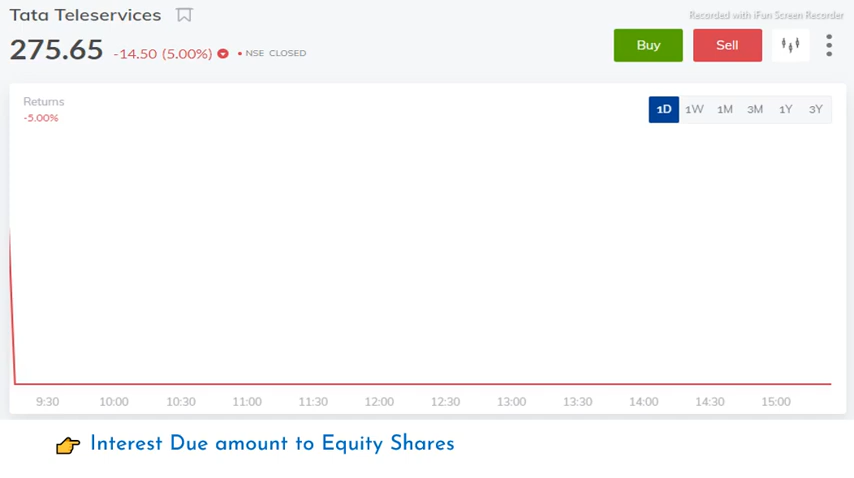 Tata Teleservices
Recorded with iFun Screen Recorder
275.65 -14.50 (5.00%) • NSE CLOSED
Buy Sell
Returns
-5.00%
1D 1W 1M 3M 1Y 3Y
9:30 10:00 10:30 11:00 11:30 12:00 12:30 13:00 13:30 14:00 14:30 15:00
👉 Interest Due amount to Equity Shares